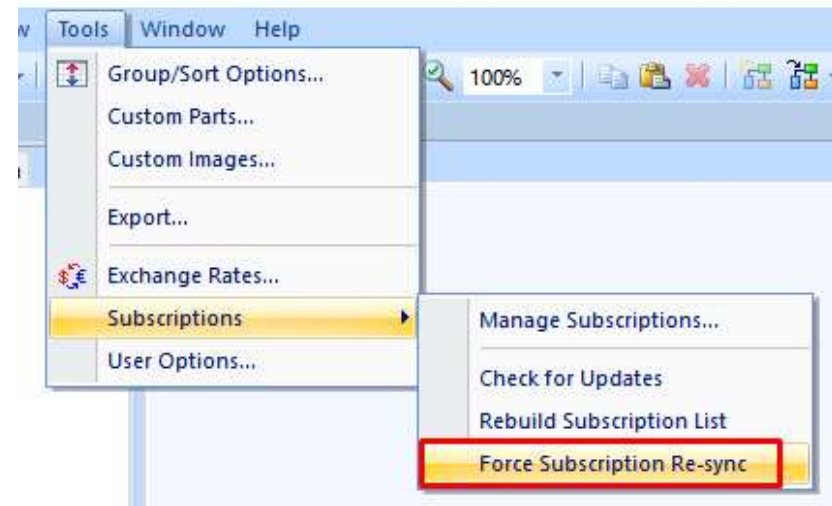 Tools Window Help
Group/Sort Options...
100%
Custom Parts...
Custom Images...
Export...
Exchange Rates...
Subscriptions
Manage Subscriptions...
User Options...
Check for Updates
Rebuild Subscription List
Force Subscription Re-sync